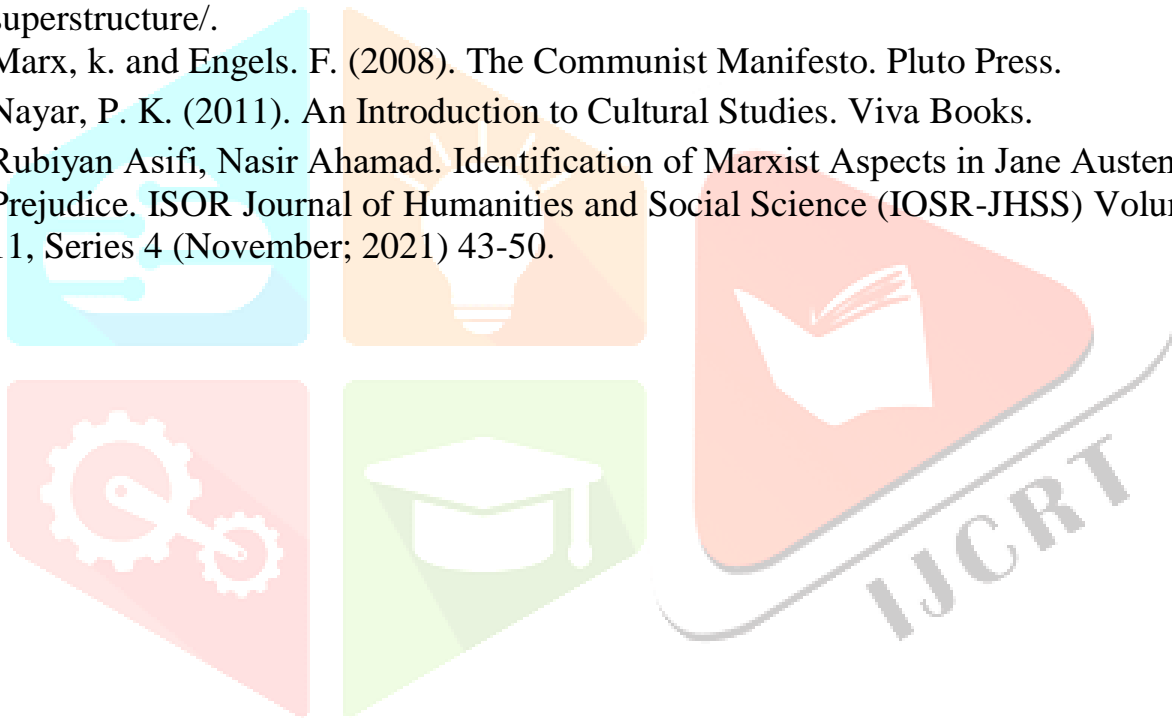 superstructure/.
Marx, k. and Engels. F. (2008). The Communist Manifesto. Pluto Press.
Nayar, P. K. (2011). An Introduction to Cultural Studies. Viva Books.
Rubiyan Asifi, Nasir Ahamad. Identification of Marxist Aspects in Jane Austen
Prejudice. ISOR Journal of Humanities and Social Science (IOSR-JHSS) Volu
11, Series 4 (November; 2021) 43-50.
IJCRT